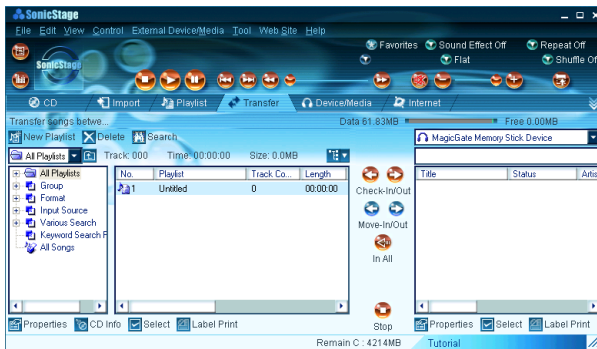 SonicStage
File Edit View Control External Device/Media Tool Web Site Help
Favorites Sound Effect Off Repeat Off
SonicStage
Flat Shuffle Of
CD Import Playlist Transfer Device/Media Internet
Transfer songs betwe... Data 61.83MB Free 0.00MB
New Playlist Delete Search MagicGate Memory Stick Device
All Playlists Track: 000 Time: 00:00:00 Size: 0.0MB
All Playlists No. Playlist Track Co... Length Title Status Artis
Group 1 Untitled 0 00:00:00
Format Check-In/Out
Input Source
Various Search Move-In/Out
Keyword Search F
All Songs In All
Stop
Properties CD Info Select Label Print Properties Select Label Print
Remain C : 4214MB Tutorial